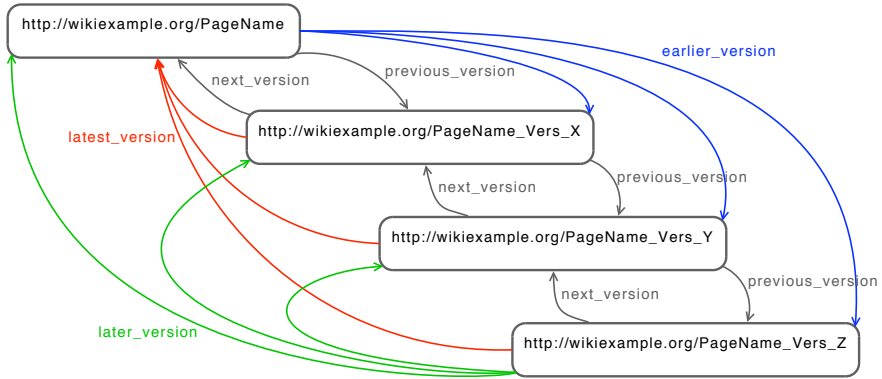 http://wikiexample.org/PageName
earlier_version
next_version
previous_version
http://wikiexample.org/PageName_Vers_X
latest_version
next_version
previous_version
http://wikiexample.org/PageName_Vers_Y
next_version
previous_version
later_version
http://wikiexample.org/PageName_Vers_Z